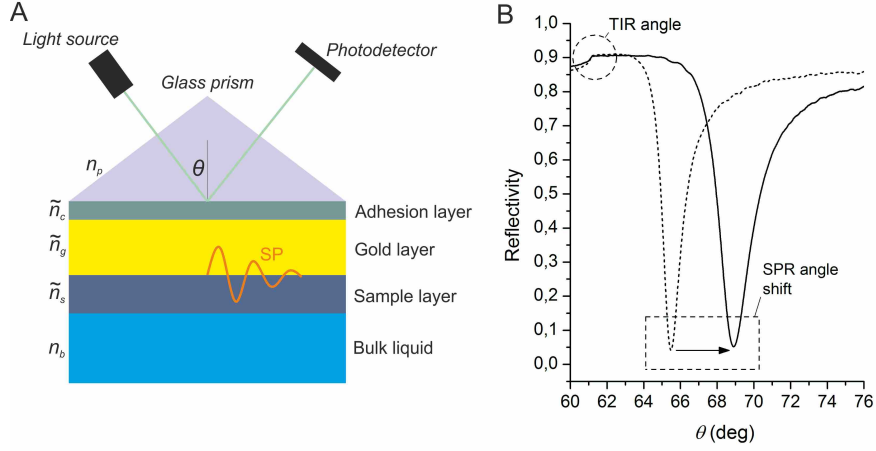 A
Light source
Photodetector
Glass prism
θ
nₚ
ñ_c
Adhesion layer
ñ_g
Gold layer
SP
ñ_s
Sample layer
n_b
Bulk liquid
B
TIR angle
SPR angle
shift
Reflectivity
1,0
0,9
0,8
0,7
0,6
0,5
0,4
0,3
0,2
0,1
0,0
60 62 64 66 68 70 72 74 76
θ (deg)